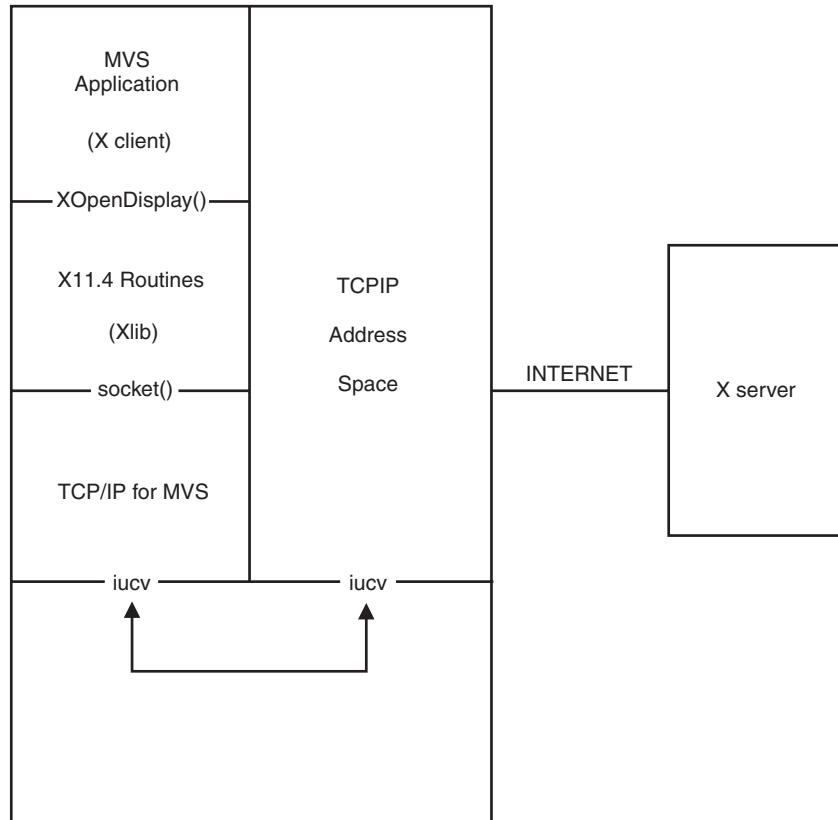 MVS
Application
(X client)
XOpenDisplay()
X11.4 Routines
(Xlib)
socket()
TCP/IP for MVS
iucv
TCPIP
Address
Space
iucv
INTERNET
X server